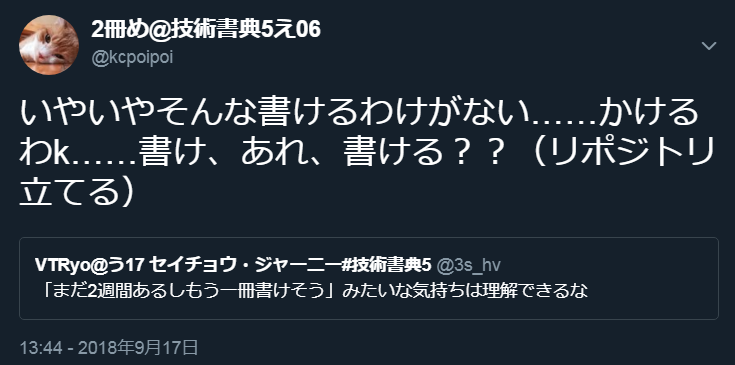 2冊め@技術書典5え06
@kcpoipoi
いやいやそんな書けるわけがない……かける
わk……書け、あれ、書ける？？（リポジトリ
立てる）
VTRyo@う17 セイチョウ・ジャーニー#技術書典5 @3s_hv
「まだ2週間あるしもう一冊書けそう」みたいな気持ちは理解できるな
13:44 - 2018年9月17日